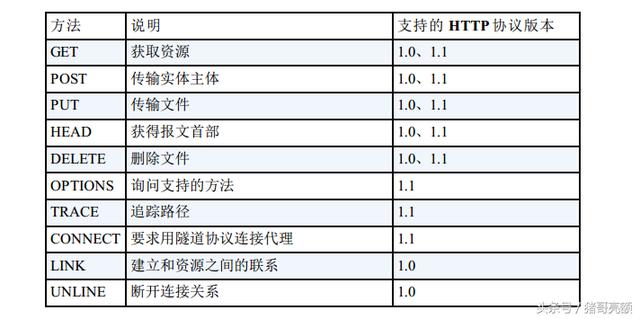 方法 说明 支持的 HTTP 协议版本
GET 获取资源 1.0、1.1
POST 传输实体主体 1.0、1.1
PUT 传输文件 1.0、1.1
HEAD 获得报文首部 1.0、1.1
DELETE 删除文件 1.0、1.1
OPTIONS 询问支持的方法 1.1
TRACE 追踪路径 1.1
CONNECT 要求用隧道协议连接代理 1.1
LINK 建立和资源之间的联系 1.0
UNLINE 断开连接关系 1.0
头条号 / 猪哥亮额